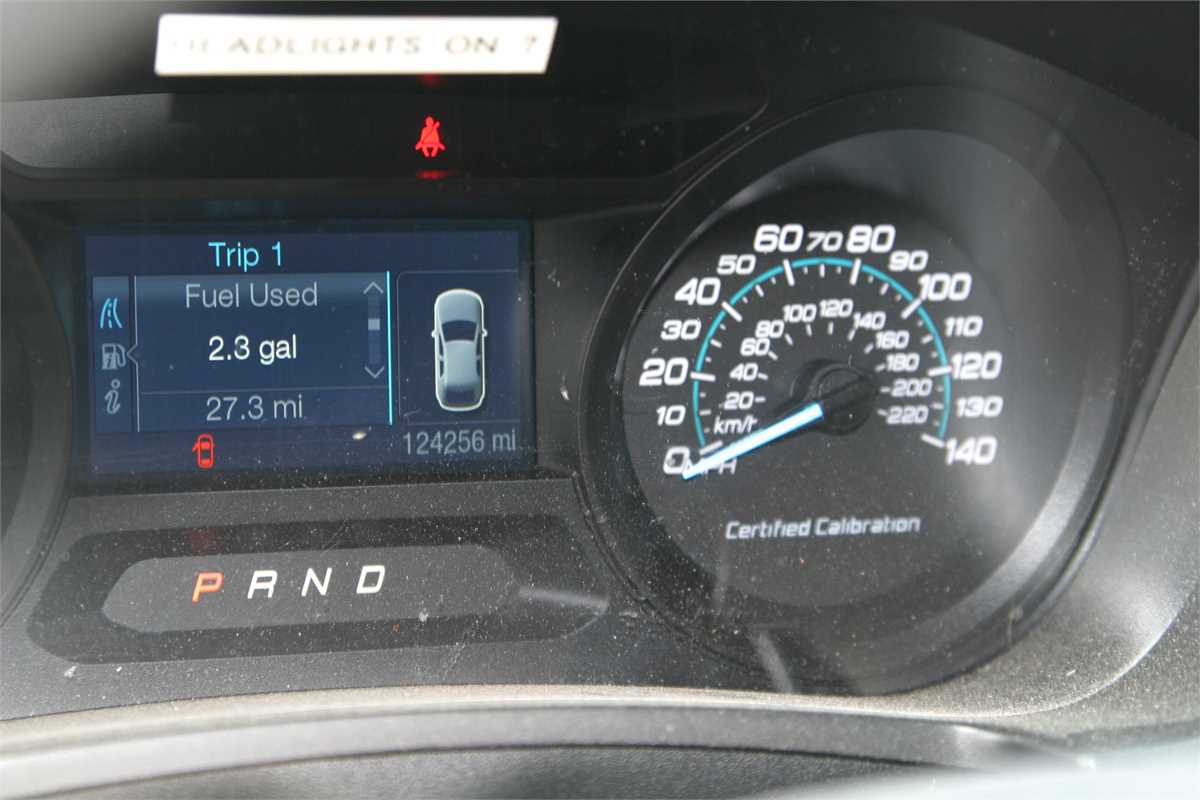 HEADLIGHTS ON ?
Trip 1
Fuel Used
2.3 gal
27.3 mi
124256 mi
P R N D
0 10 20 30 40 50 60 70 80 90 100 110 120 130 140
20 40 60 80 100 120 140 160 180 200 220
km/h
MPH
Certified Calibration